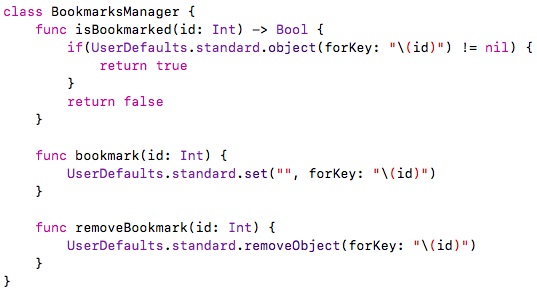 class BookmarksManager {
    func isBookmarked(id: Int) -> Bool {
        if(UserDefaults.standard.object(forKey: "\(id)") != nil) {
            return true
        }
        return false
    }

    func bookmark(id: Int) {
        UserDefaults.standard.set("", forKey: "\(id)")
    }

    func removeBookmark(id: Int) {
        UserDefaults.standard.removeObject(forKey: "\(id)")
    }
}